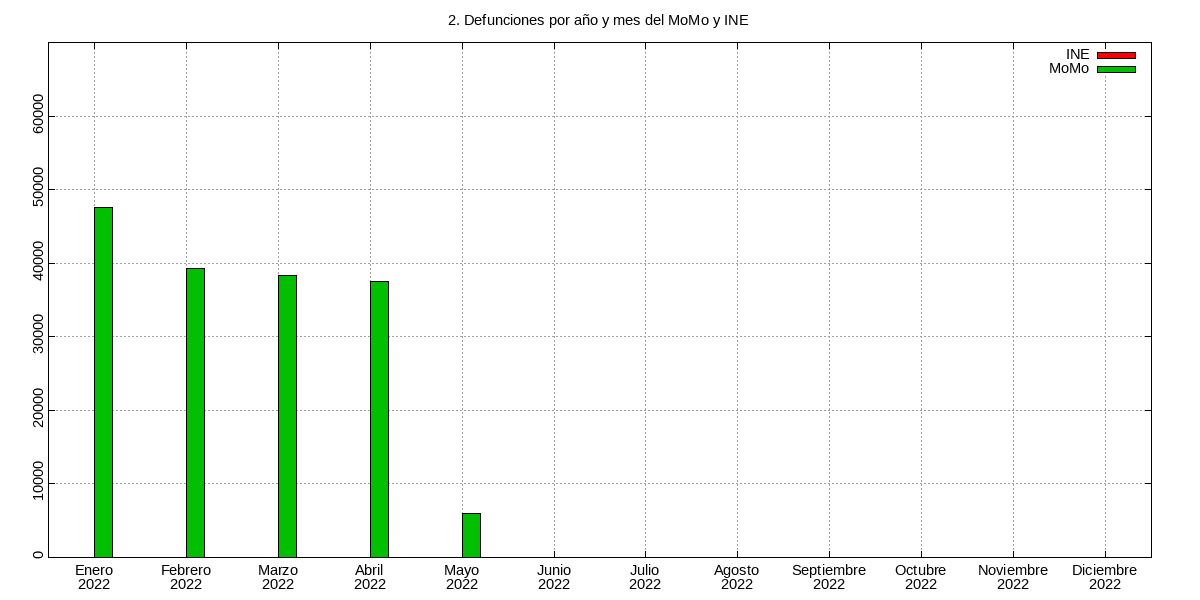 2. Defunciones por año y mes del MoMo y INE
INE
MoMo
60000
50000
40000
30000
20000
10000
0
Enero Febrero Marzo Abril Mayo Junio Julio Agosto Septiembre Octubre Noviembre Diciembre
2022 2022 2022 2022 2022 2022 2022 2022 2022 2022 2022 2022